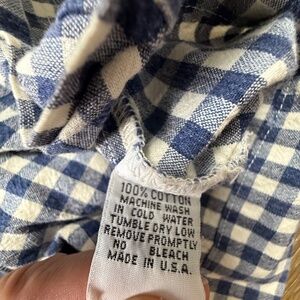 100% COTTON
MACHINE WASH
IN COLD WATER
TUMBLE DRY LOW
REMOVE PROMPTLY
NO BLEACH
MADE IN U.S.A.